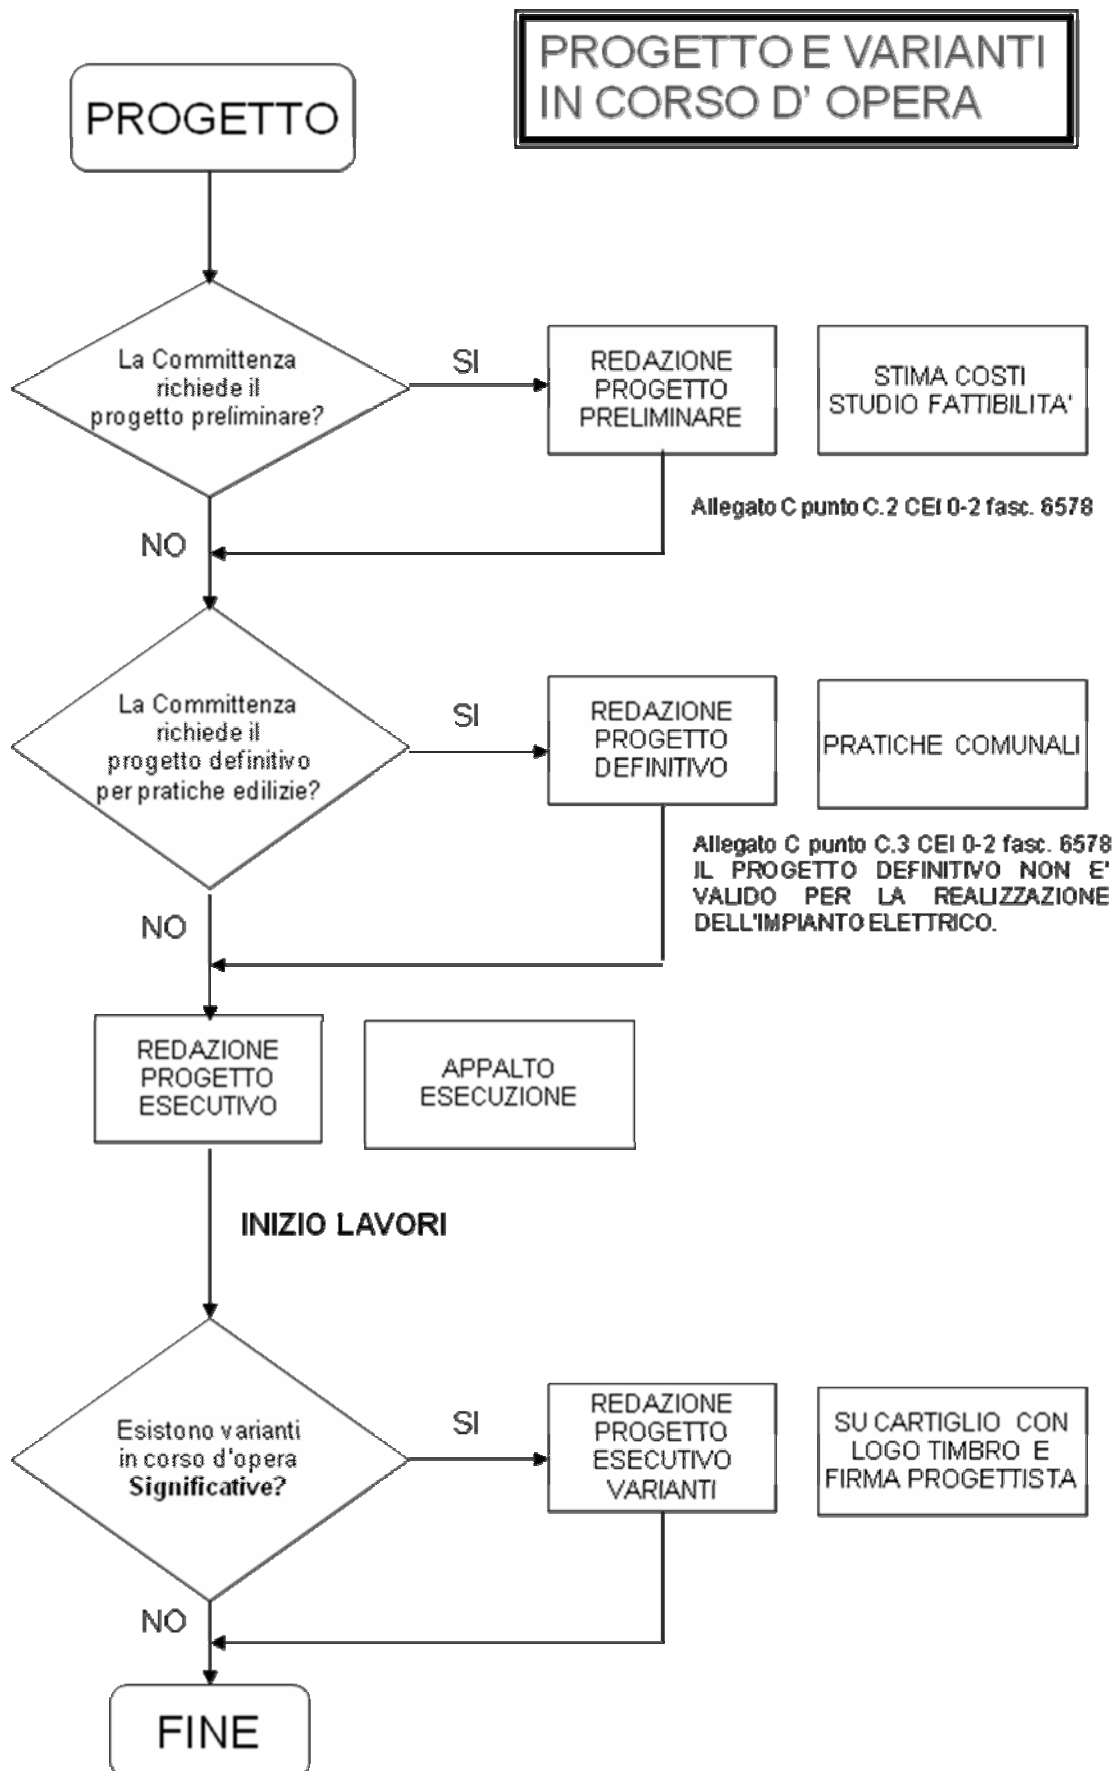 PROGETTO E VARIANTI
IN CORSO D' OPERA
PROGETTO
La Committenza
richiede il
progetto preliminare?
SI
REDAZIONE
PROGETTO
PRELIMINARE
STIMA COSTI
STUDIO FATTIBILITA'
Allegato C punto C.2 CEI 0-2 fasc. 6578
NO
La Committenza
richiede il
progetto definitivo
per pratiche edilizie?
SI
REDAZIONE
PROGETTO
DEFINITIVO
PRATICHE COMUNALI
Allegato C punto C.3 CEI 0-2 fasc. 6578
IL PROGETTO DEFINITIVO NON E'
VALIDO PER LA REALIZZAZIONE
DELL'IMPIANTO ELETTRICO.
NO
REDAZIONE
PROGETTO
ESECUTIVO
APPALTO
ESECUZIONE
INIZIO LAVORI
Esistono varianti
in corso d'opera
Significative?
SI
REDAZIONE
PROGETTO
ESECUTIVO
VARIANTI
SU CARTIGLIO CON
LOGO TIMBRO E
FIRMA PROGETTISTA
NO
FINE